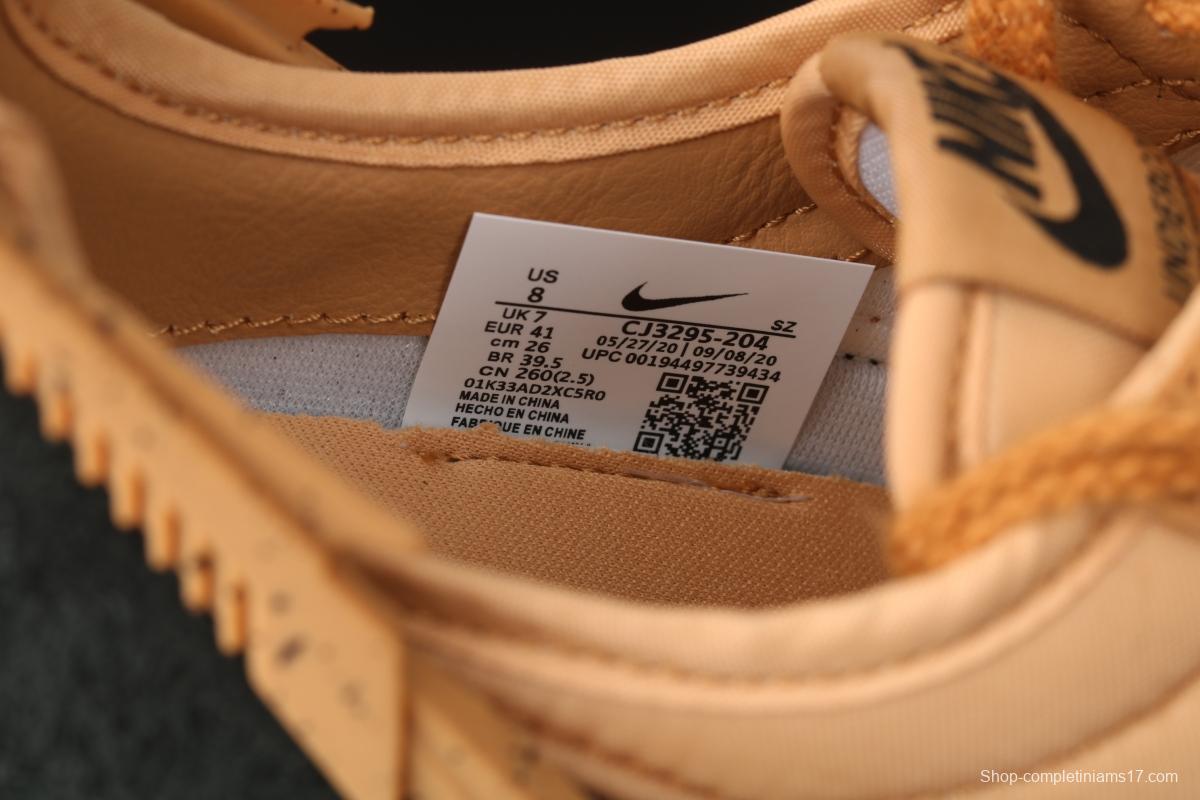 NIKE
US
8
SZ
UK 7
EUR 41
cm 26
BR 39.5
CN 260(2.5)
01K33AD2XC5R0
MADE IN CHINA
HECHO EN CHINA
FABRIQUE EN CHINE
CJ3295-204
05/27/20 | 09/08/20
UPC 00194497739434
Shop-completiniams17.com